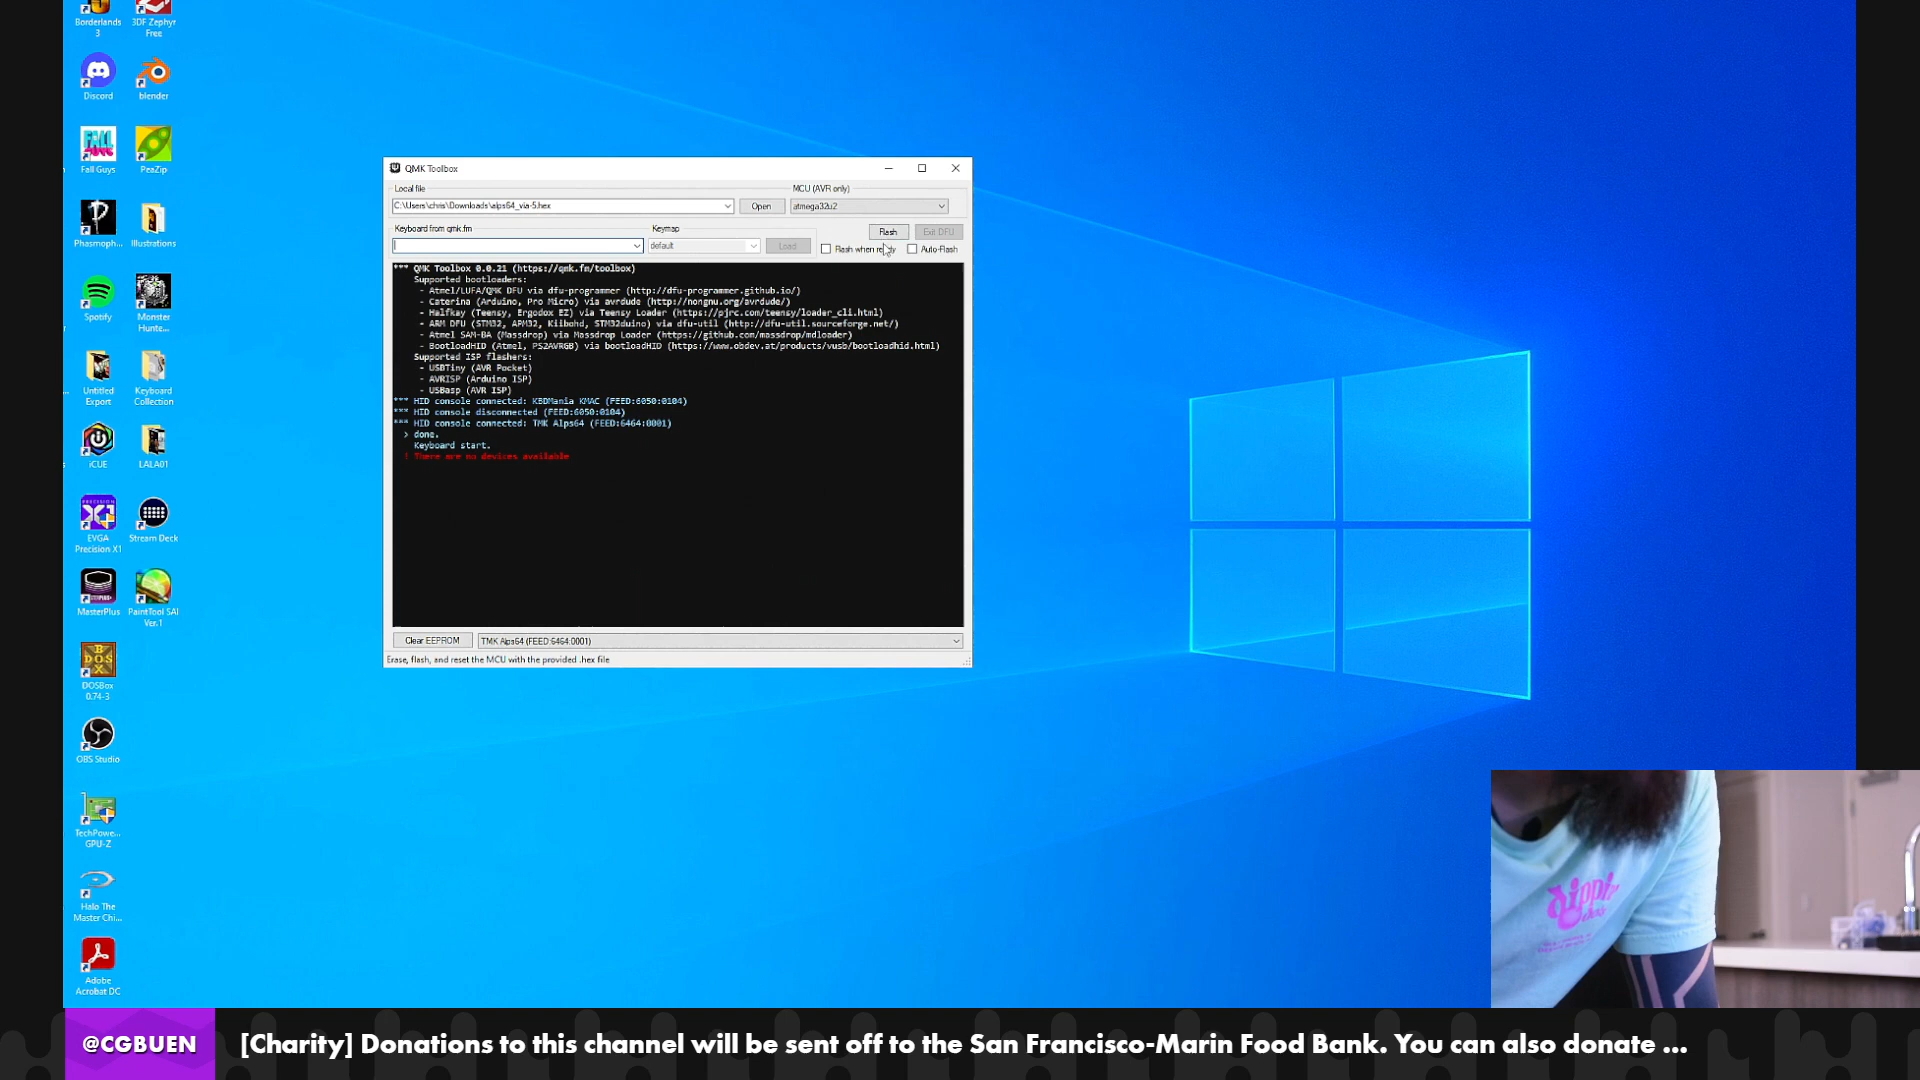 Borderlands 3
3DF Zephyr Free
Discord
blender
FALL GUYS
Fall Guys
PeaZip
Phasmoph...
Illustrations
Spotify
Monster Hunte...
Untitled Export
Keyboard Collection
iCUE
LALA01
EVGA Precision X1
Stream Deck
MasterPlus
PaintTool SAI Ver.1
DOSBox 0.74-3
OBS Studio
TechPowe... GPU-Z
Halo The Master Chi...
Adobe Acrobat DC
QMK Toolbox
Local file
MCU (AVR only)
C:\Users\chris\Downloads\alps64_via-5.hex
Open
atmega32u2
Keyboard from qmk.fm
Keymap
Flash
Exit DFU
default
Load
Flash when ready
Auto-Flash
*** QMK Toolbox 0.0.21 (https://qmk.fm/toolbox)
Supported bootloaders:
- Atmel/LUFA/QMK DFU via dfu-programmer (http://dfu-programmer.github.io/)
- Caterina (Arduino, Pro Micro) via avrdude (http://nongnu.org/avrdude/)
- Halfkay (Teensy, Ergodox EZ) via Teensy Loader (https://pjrc.com/teensy/loader_cli.html)
- ARM DFU (STM32, APM32, Kiibohd, STM32duino) via dfu-util (http://dfu-util.sourceforge.net/)
- Atmel SAM-BA (Massdrop) via Massdrop Loader (https://github.com/massdrop/mdloader)
- BootloadHID (Atmel, PS2AVRGB) via bootloadHID (https://www.obdev.at/products/vusb/bootloadhid.html)
Supported ISP flashers:
- USBTiny (AVR Pocket)
- AVRISP (Arduino ISP)
- USBasp (AVR ISP)
*** HID console connected: KBDMania KMAC (FEED:6050:0104)
*** HID console disconnected (FEED:6050:0104)
*** HID console connected: TMK Alps64 (FEED:6464:0001)
> done.
Keyboard start.
! There are no devices available
Clear EEPROM
TMK Alps64 (FEED:6464:0001)
Erase, flash, and reset the MCU with the provided .hex file
@CGBUEN
[Charity] Donations to this channel will be sent off to the San Francisco-Marin Food Bank. You can also donate ...